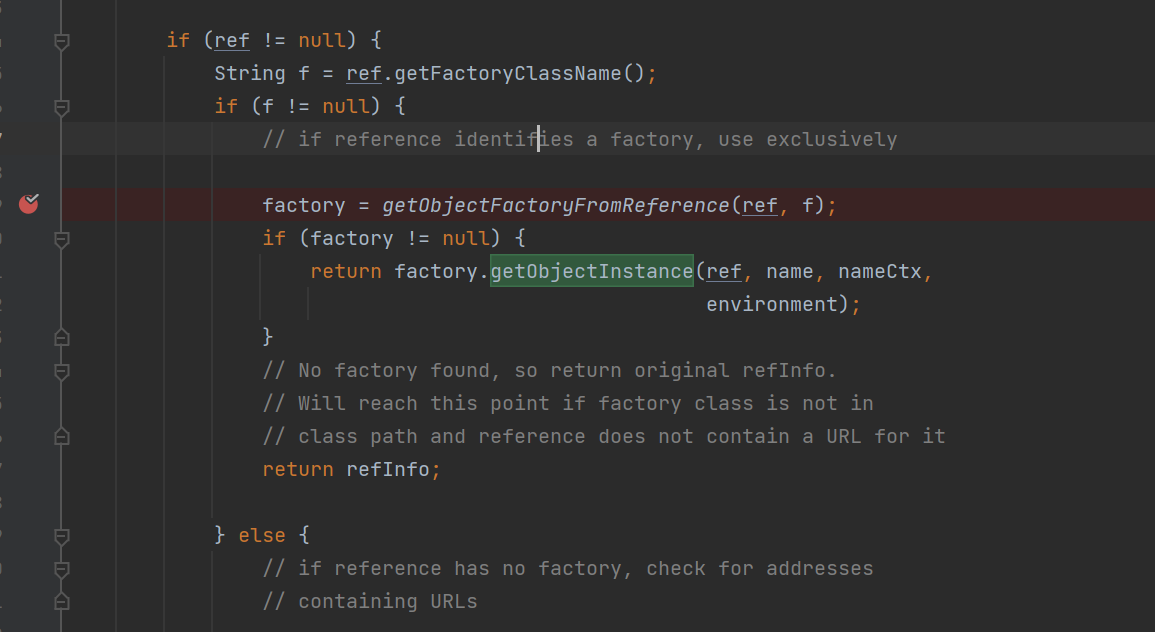 if (ref != null) {
String f = ref.getFactoryClassName();
if (f != null) {
// if reference identifies a factory, use exclusively
factory = getObjectFactoryFromReference(ref, f);
if (factory != null) {
return factory.getObjectInstance(ref, name, nameCtx,
environment);
}
// No factory found, so return original refInfo.
// Will reach this point if factory class is not in
// class path and reference does not contain a URL for it
return refInfo;
} else {
// if reference has no factory, check for addresses
// containing URLs